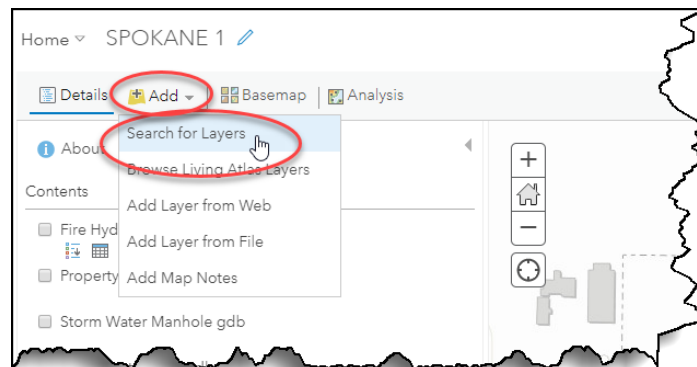 Home SPOKANE 1
Details Add Basemap Analysis
Search for Layers
About
Browse Living Atlas Layers
Contents
Add Layer from Web
Fire Hyd
Add Layer from File
Property
Add Map Notes
Storm Water Manhole gdb